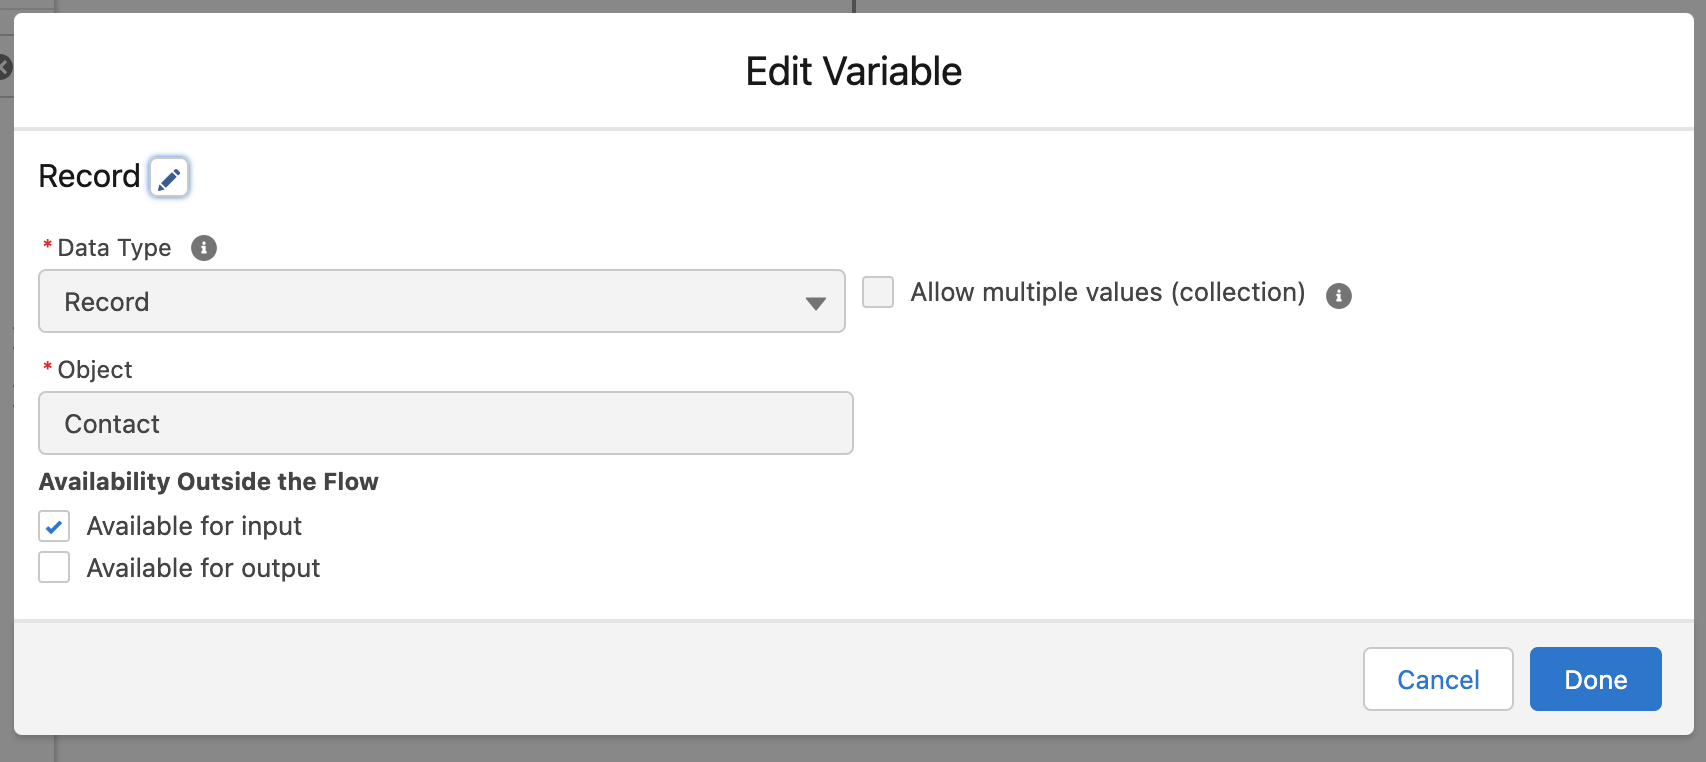 Edit Variable
Record
* Data Type
Record
Allow multiple values (collection)
* Object
Contact
Availability Outside the Flow
Available for input
Available for output
Cancel
Done